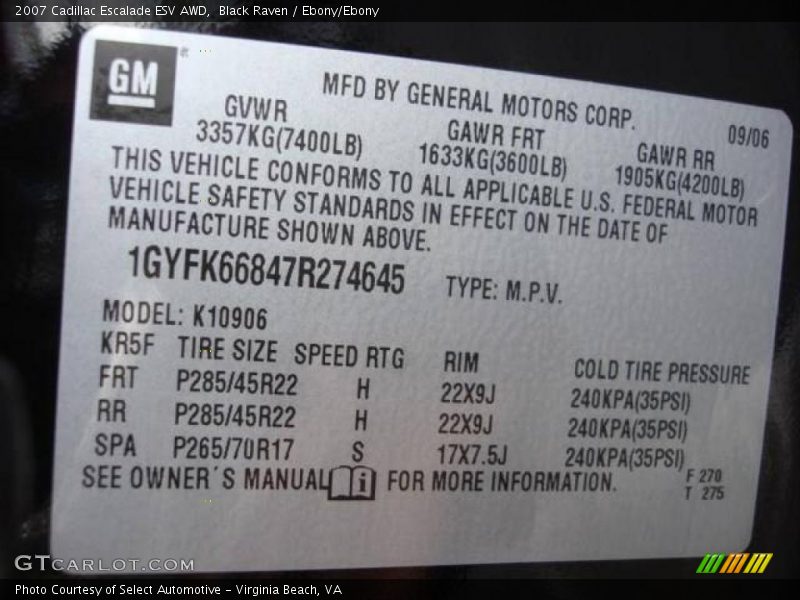 2007 Cadillac Escalade ESV AWD,  Black Raven / Ebony/Ebony
GM
®
MFD BY GENERAL MOTORS CORP.
09/06
GVWR GAWR FRT GAWR RR
3357KG(7400LB) 1633KG(3600LB) 1905KG(4200LB)
THIS VEHICLE CONFORMS TO ALL APPLICABLE U.S. FEDERAL MOTOR
VEHICLE SAFETY STANDARDS IN EFFECT ON THE DATE OF
MANUFACTURE SHOWN ABOVE.
1GYFK66847R274645 TYPE: M.P.V.
MODEL: K10906
KR5F TIRE SIZE SPEED RTG RIM COLD TIRE PRESSURE
FRT P285/45R22 H 22X9J 240KPA(35PSI)
RR P285/45R22 H 22X9J 240KPA(35PSI)
SPA P265/70R17 S 17X7.5J 240KPA(35PSI)
SEE OWNER'S MANUAL i FOR MORE INFORMATION.
F 270
T 275
GTCARLOT.COM
Photo Courtesy of Select Automotive - Virginia Beach, VA